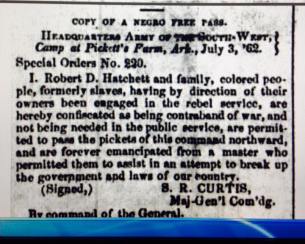 COPY OF A NEGRO FREE PASS.
HEADQUARTERS ARMY OF THE SOUTH-WEST,
Camp at Pickett's Farm, Ark., July 3, '62.
Special Orders No. 220.
I. Robert D. Hatchett and family, colored peo-
ple, formerly slaves, having by direction of their
owners been engaged in the rebel service, are
hereby confiscated as being contraband of war, and
not being needed in the public service, are permit-
ted to pass the pickets of this command northward,
and are forever emancipated from a master who
permitted them to assist in an attempt to break up
the government and laws of our country.
(Signed,) S. R. CURTIS,
Maj-Gen'l Com'dg.
By command of the General.